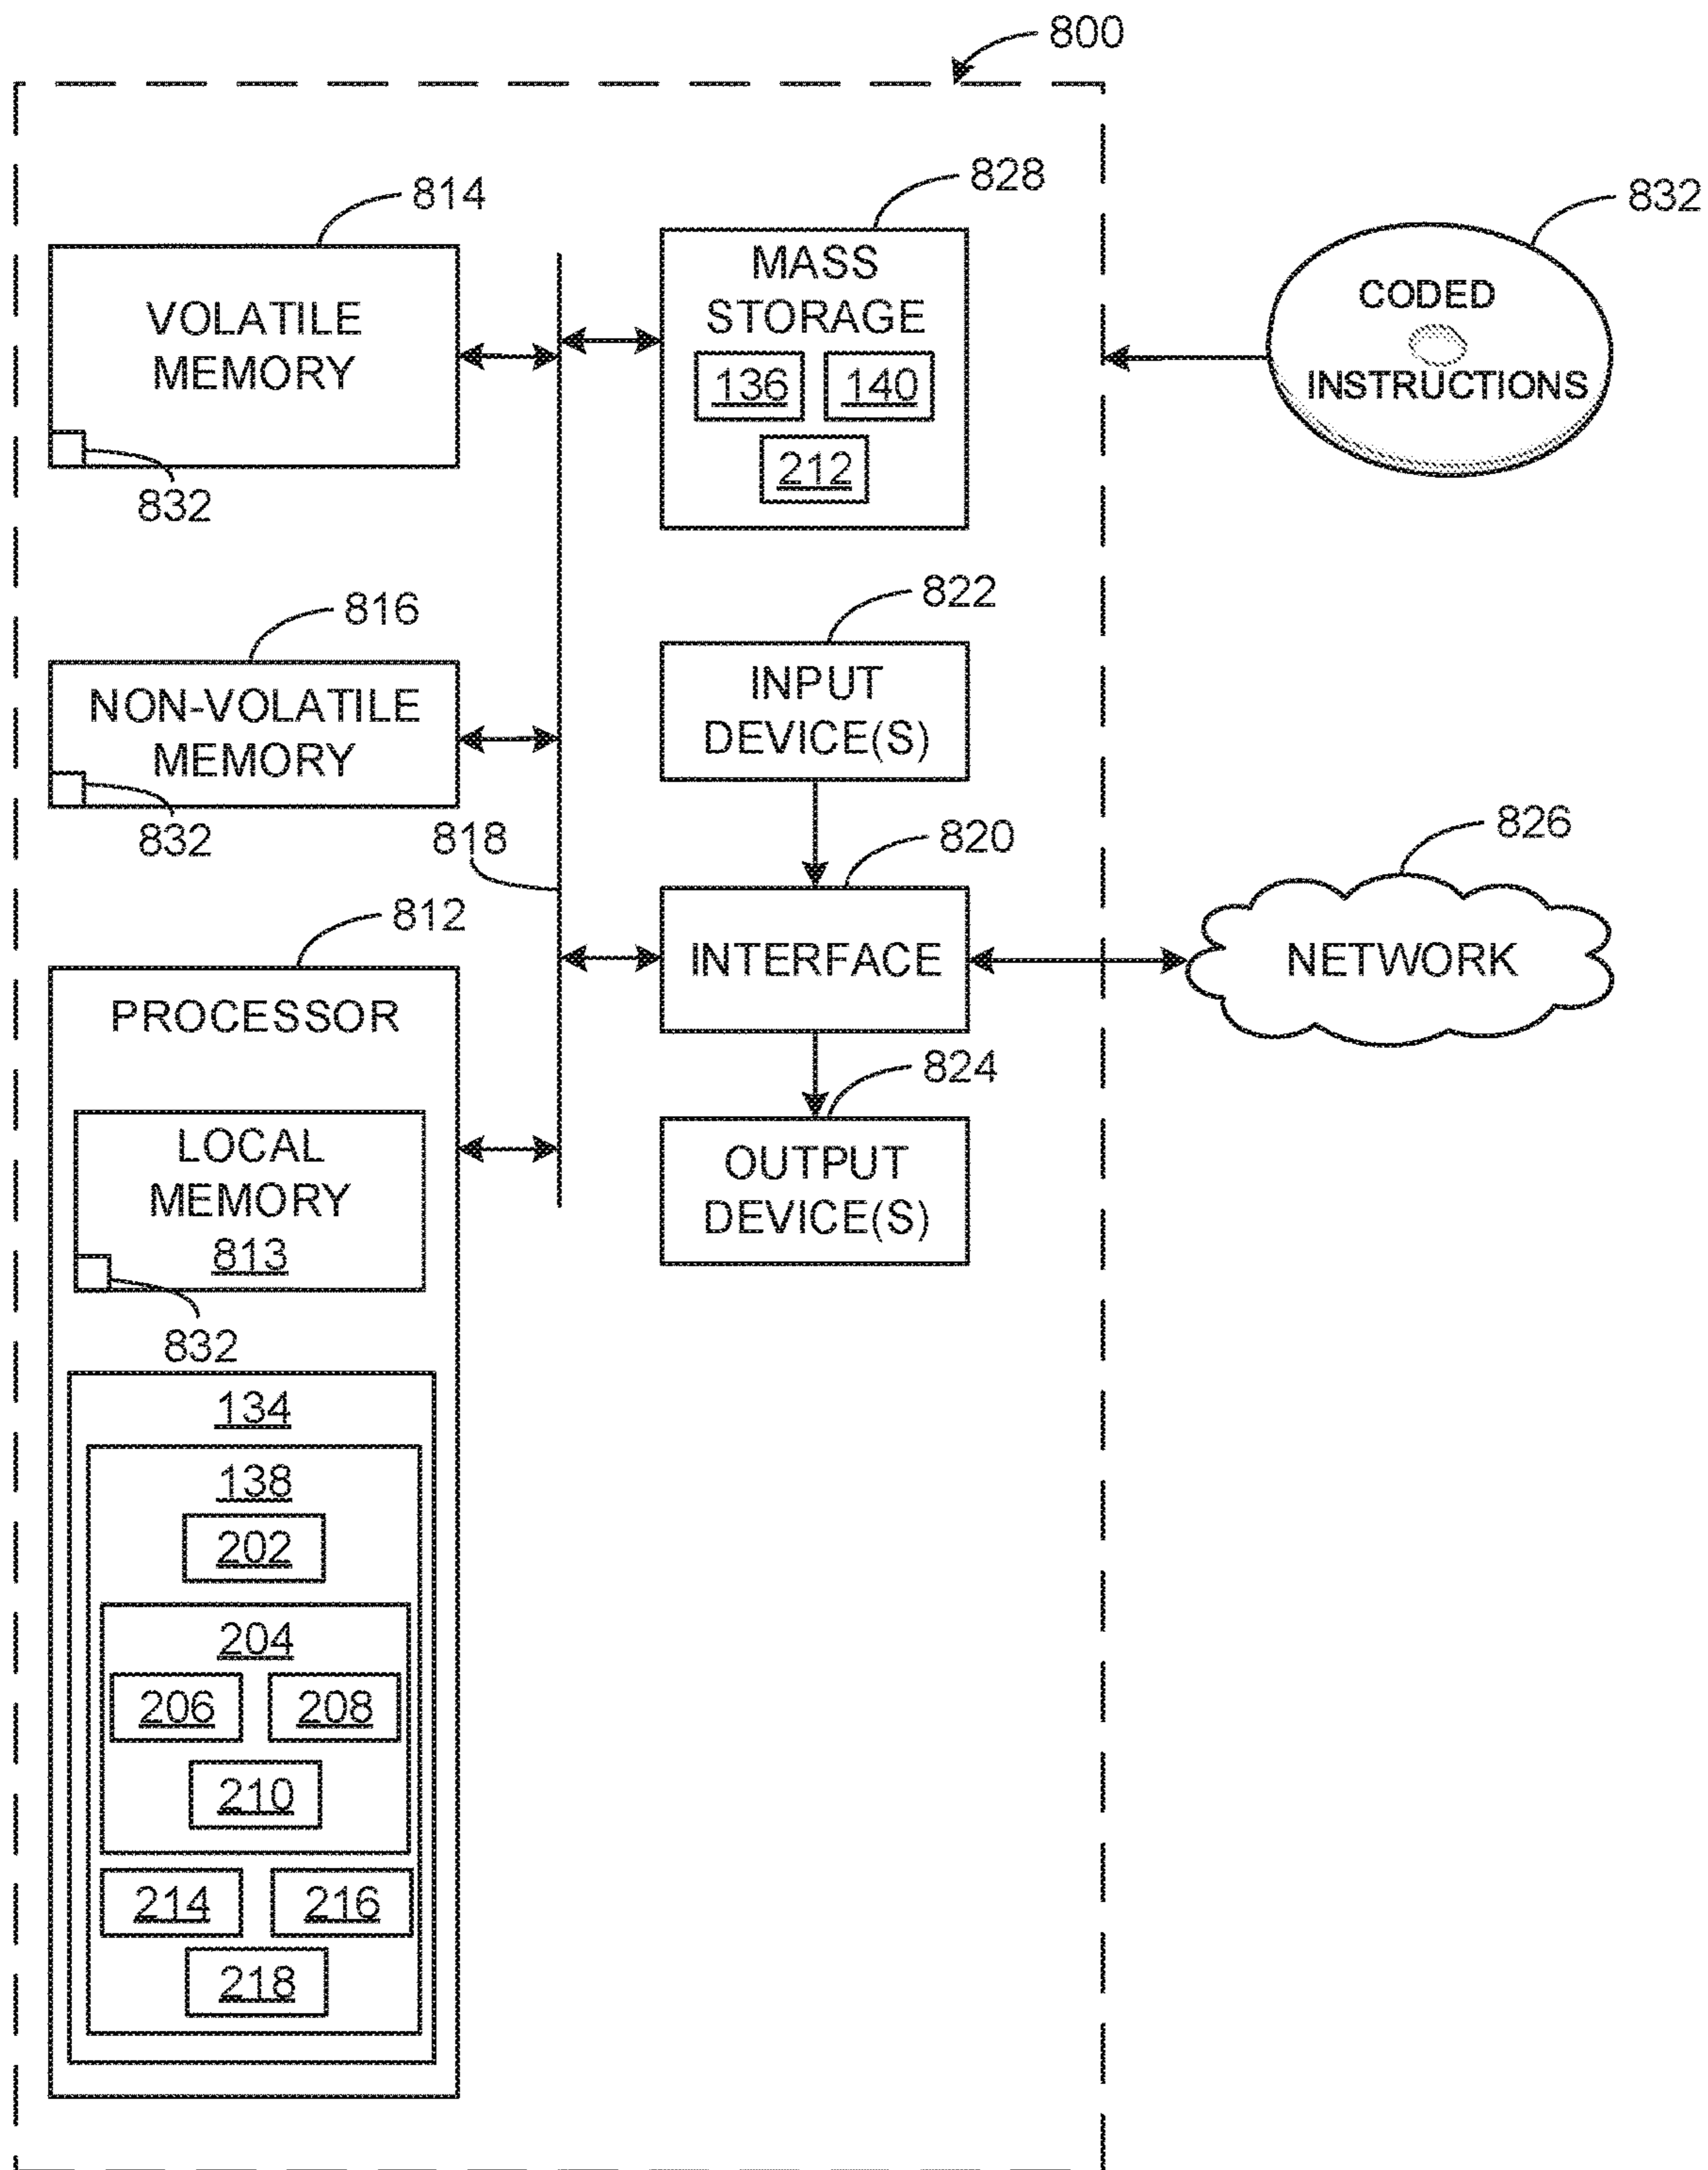 800
814
828
832
VOLATILE
MEMORY
832
MASS
STORAGE
136 140
212
CODED
INSTRUCTIONS
816
NON-VOLATILE
MEMORY
832
822
INPUT
DEVICE(S)
818
820
INTERFACE
826
NETWORK
812
PROCESSOR
LOCAL
MEMORY
813
832
824
OUTPUT
DEVICE(S)
134
138
202
204
206 208
210
214 216
218